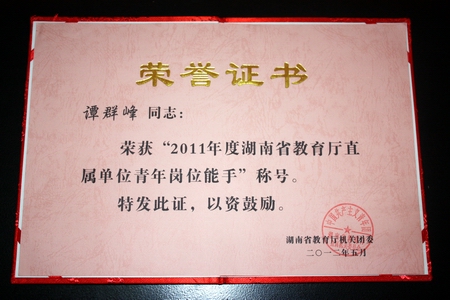 荣誉证书
谭群峰 同志：
荣获“2011年度湖南省教育厅直
属单位青年岗位能手”称号。
特发此证，以资鼓励。
湖南省教育厅机关团委
二〇一二年五月